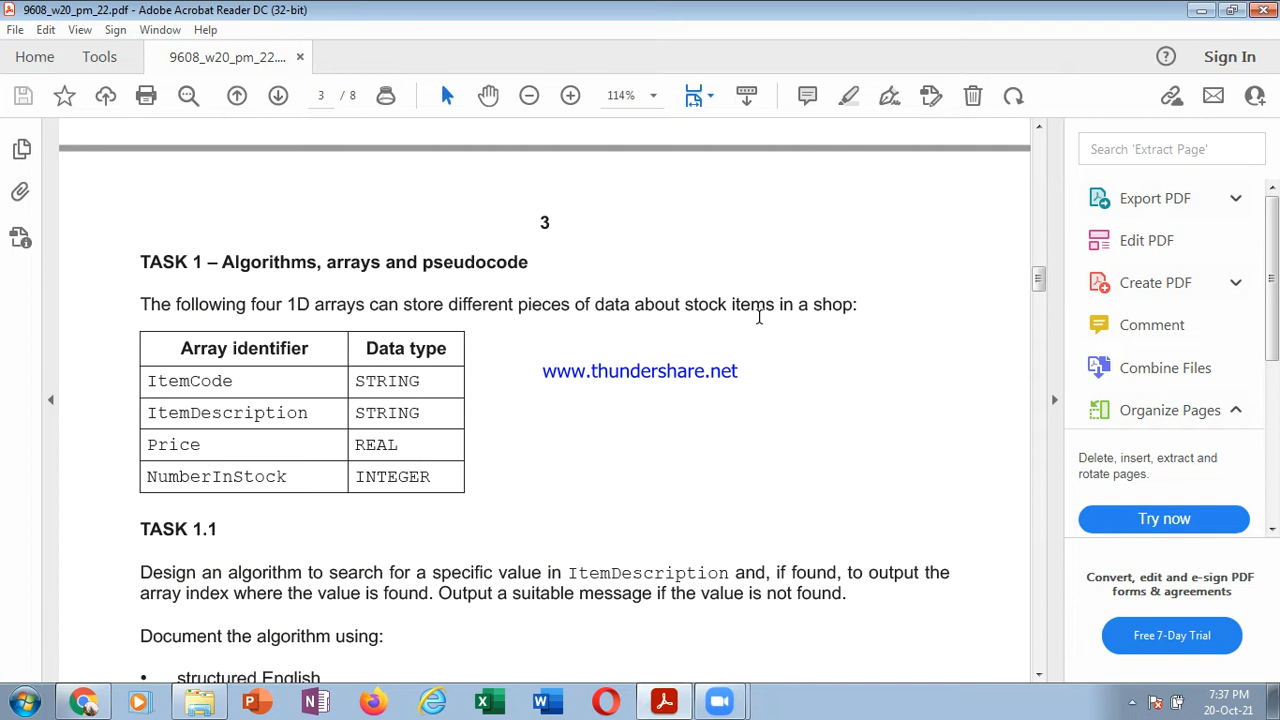 9608_w20_pm_22.pdf - Adobe Acrobat Reader DC (32-bit)
File Edit View Sign Window Help
Home Tools 9608_w20_pm_22.... × Sign In
3 / 8 114%
3
TASK 1 – Algorithms, arrays and pseudocode
The following four 1D arrays can store different pieces of data about stock items in a shop:
Array identifier Data type
ItemCode STRING
ItemDescription STRING
Price REAL
NumberInStock INTEGER
www.thundershare.net
TASK 1.1
Design an algorithm to search for a specific value in ItemDescription and, if found, to output the
array index where the value is found. Output a suitable message if the value is not found.
Document the algorithm using:
• structured English
Search 'Extract Page'
Export PDF
Edit PDF
Create PDF
Comment
Combine Files
Organize Pages
Delete, insert, extract and
rotate pages.
Try now
Convert, edit and e-sign PDF
forms & agreements
Free 7-Day Trial
7:37 PM
20-Oct-21